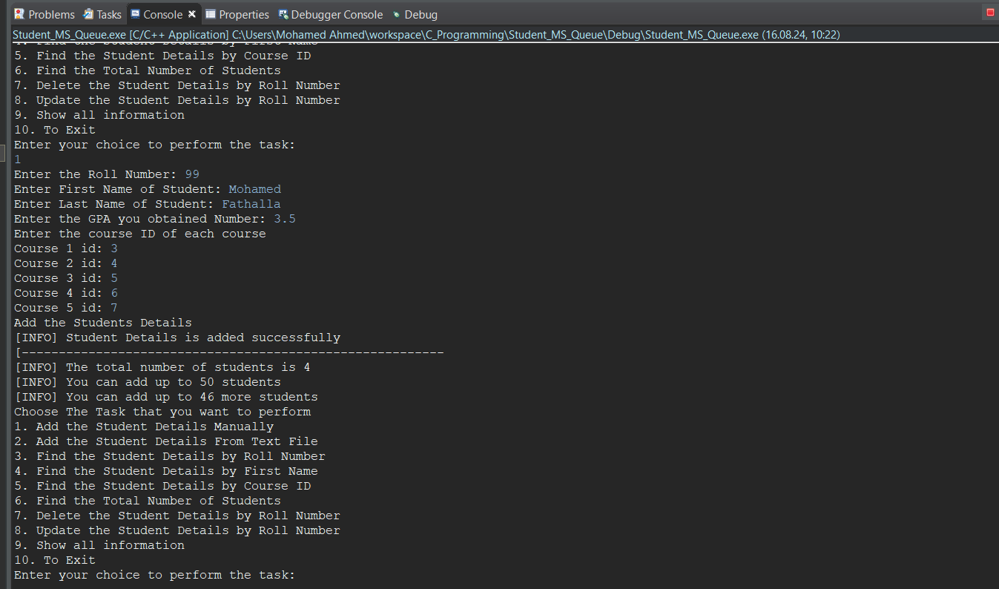 Problems Tasks Console Properties Debugger Console Debug
Student_MS_Queue.exe [C/C++ Application] C:\Users\Mohamed Ahmed\workspace\C_Programming\Student_MS_Queue\Debug\Student_MS_Queue.exe (16.08.24, 10:22)
4. Find the Student Details by First Name
5. Find the Student Details by Course ID
6. Find the Total Number of Students
7. Delete the Student Details by Roll Number
8. Update the Student Details by Roll Number
9. Show all information
10. To Exit
Enter your choice to perform the task:
1
Enter the Roll Number: 99
Enter First Name of Student: Mohamed
Enter Last Name of Student: Fathalla
Enter the GPA you obtained Number: 3.5
Enter the course ID of each course
Course 1 id: 3
Course 2 id: 4
Course 3 id: 5
Course 4 id: 6
Course 5 id: 7
Add the Students Details
[INFO] Student Details is added successfully
[---------------------------------------------------------
[INFO] The total number of students is 4
[INFO] You can add up to 50 students
[INFO] You can add up to 46 more students
Choose The Task that you want to perform
1. Add the Student Details Manually
2. Add the Student Details From Text File
3. Find the Student Details by Roll Number
4. Find the Student Details by First Name
5. Find the Student Details by Course ID
6. Find the Total Number of Students
7. Delete the Student Details by Roll Number
8. Update the Student Details by Roll Number
9. Show all information
10. To Exit
Enter your choice to perform the task: